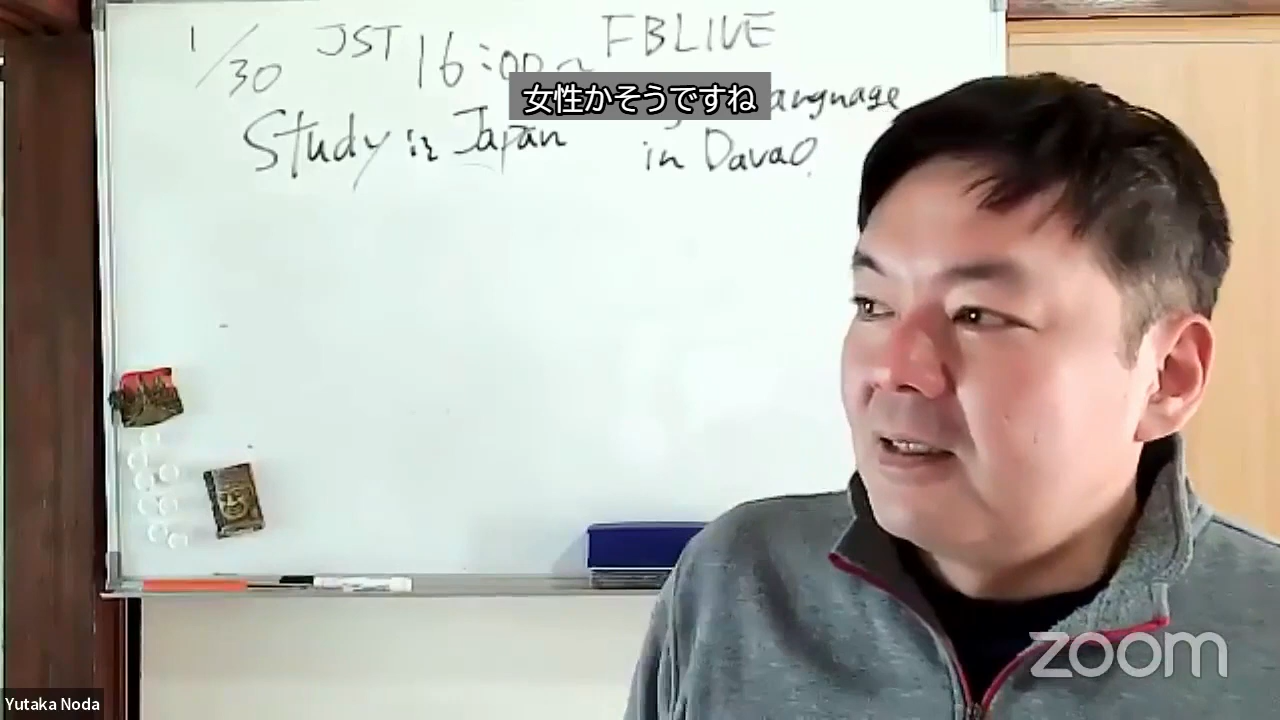 1/30 JST 16:00~ FBLIVE
女性かそうですね
Study in Japan
language
in Davao
Yutaka Noda
zoom